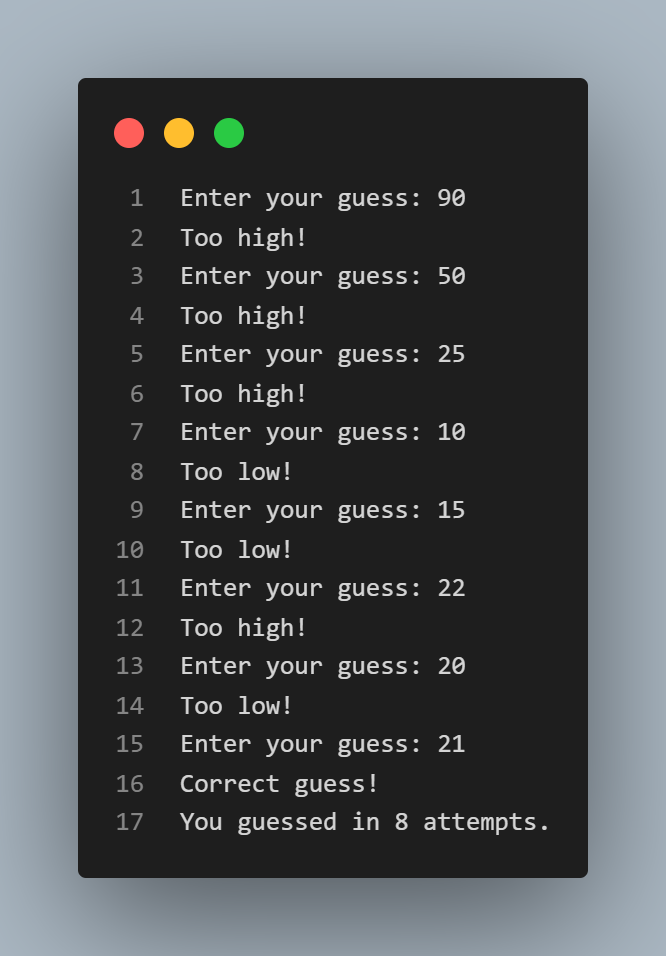 1 Enter your guess: 90
2 Too high!
3 Enter your guess: 50
4 Too high!
5 Enter your guess: 25
6 Too high!
7 Enter your guess: 10
8 Too low!
9 Enter your guess: 15
10 Too low!
11 Enter your guess: 22
12 Too high!
13 Enter your guess: 20
14 Too low!
15 Enter your guess: 21
16 Correct guess!
17 You guessed in 8 attempts.